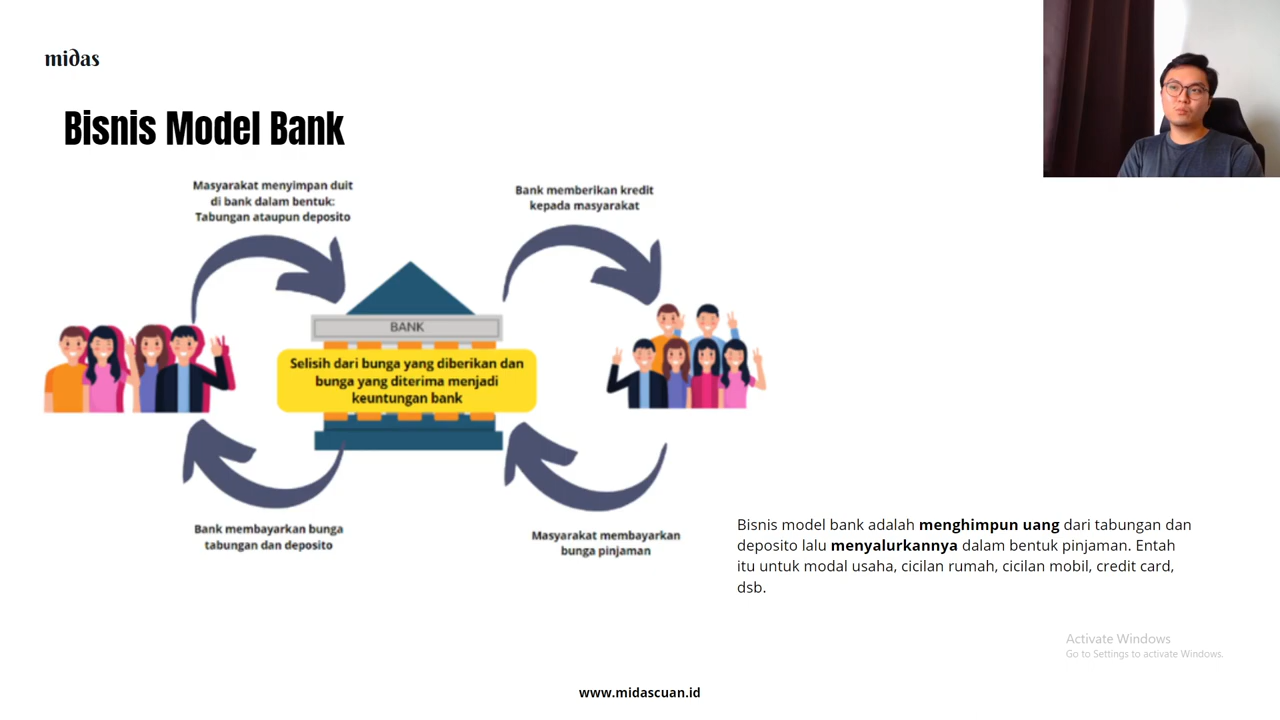 midas
Bisnis Model Bank
Masyarakat menyimpan duit
di bank dalam bentuk:
Tabungan ataupun deposito
Bank memberikan kredit
kepada masyarakat
BANK
Selisih dari bunga yang diberikan dan
bunga yang diterima menjadi
keuntungan bank
Bank membayarkan bunga
tabungan dan deposito
Masyarakat membayarkan
bunga pinjaman
Bisnis model bank adalah menghimpun uang dari tabungan dan
deposito lalu menyalurkannya dalam bentuk pinjaman. Entah
itu untuk modal usaha, cicilan rumah, cicilan mobil, credit card,
dsb.
Activate Windows
Go to Settings to activate Windows.
www.midascuan.id